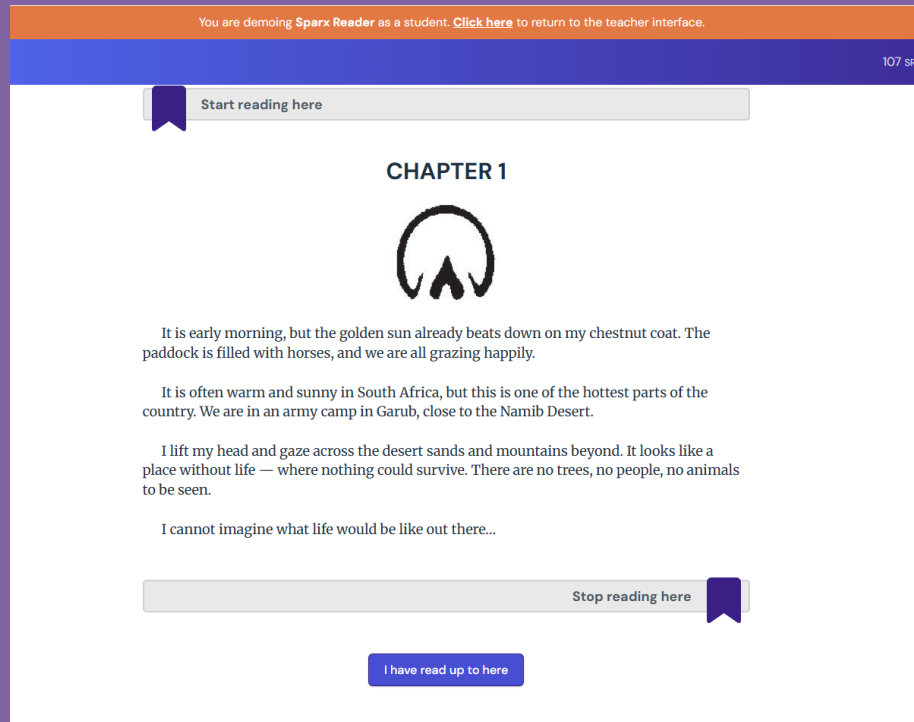 You are demoing Sparx Reader as a student. Click here to return to the teacher interface.
107 SR
Start reading here
CHAPTER 1
It is early morning, but the golden sun already beats down on my chestnut coat. The
paddock is filled with horses, and we are all grazing happily.
It is often warm and sunny in South Africa, but this is one of the hottest parts of the
country. We are in an army camp in Garub, close to the Namib Desert.
I lift my head and gaze across the desert sands and mountains beyond. It looks like a
place without life — where nothing could survive. There are no trees, no people, no animals
to be seen.
I cannot imagine what life would be like out there...
Stop reading here
I have read up to here